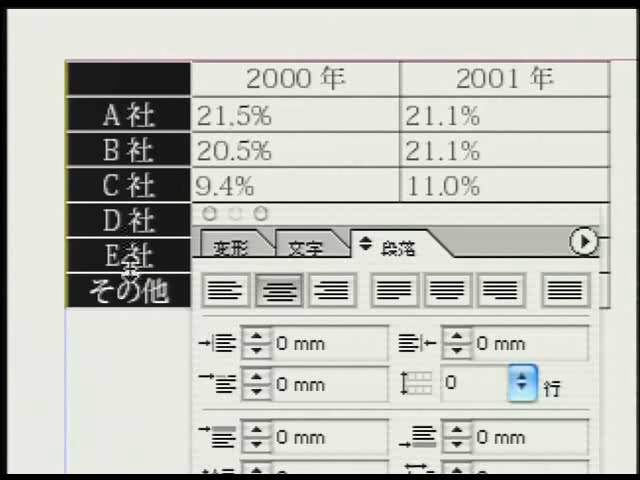 2000 年 2001 年
A 社 21.5% 21.1%
B 社 20.5% 21.1%
C 社 9.4% 11.0%
D 社
E 社
その他
変形 文字 段落
0 mm 0 mm
0 mm 0 行
0 mm 0 mm